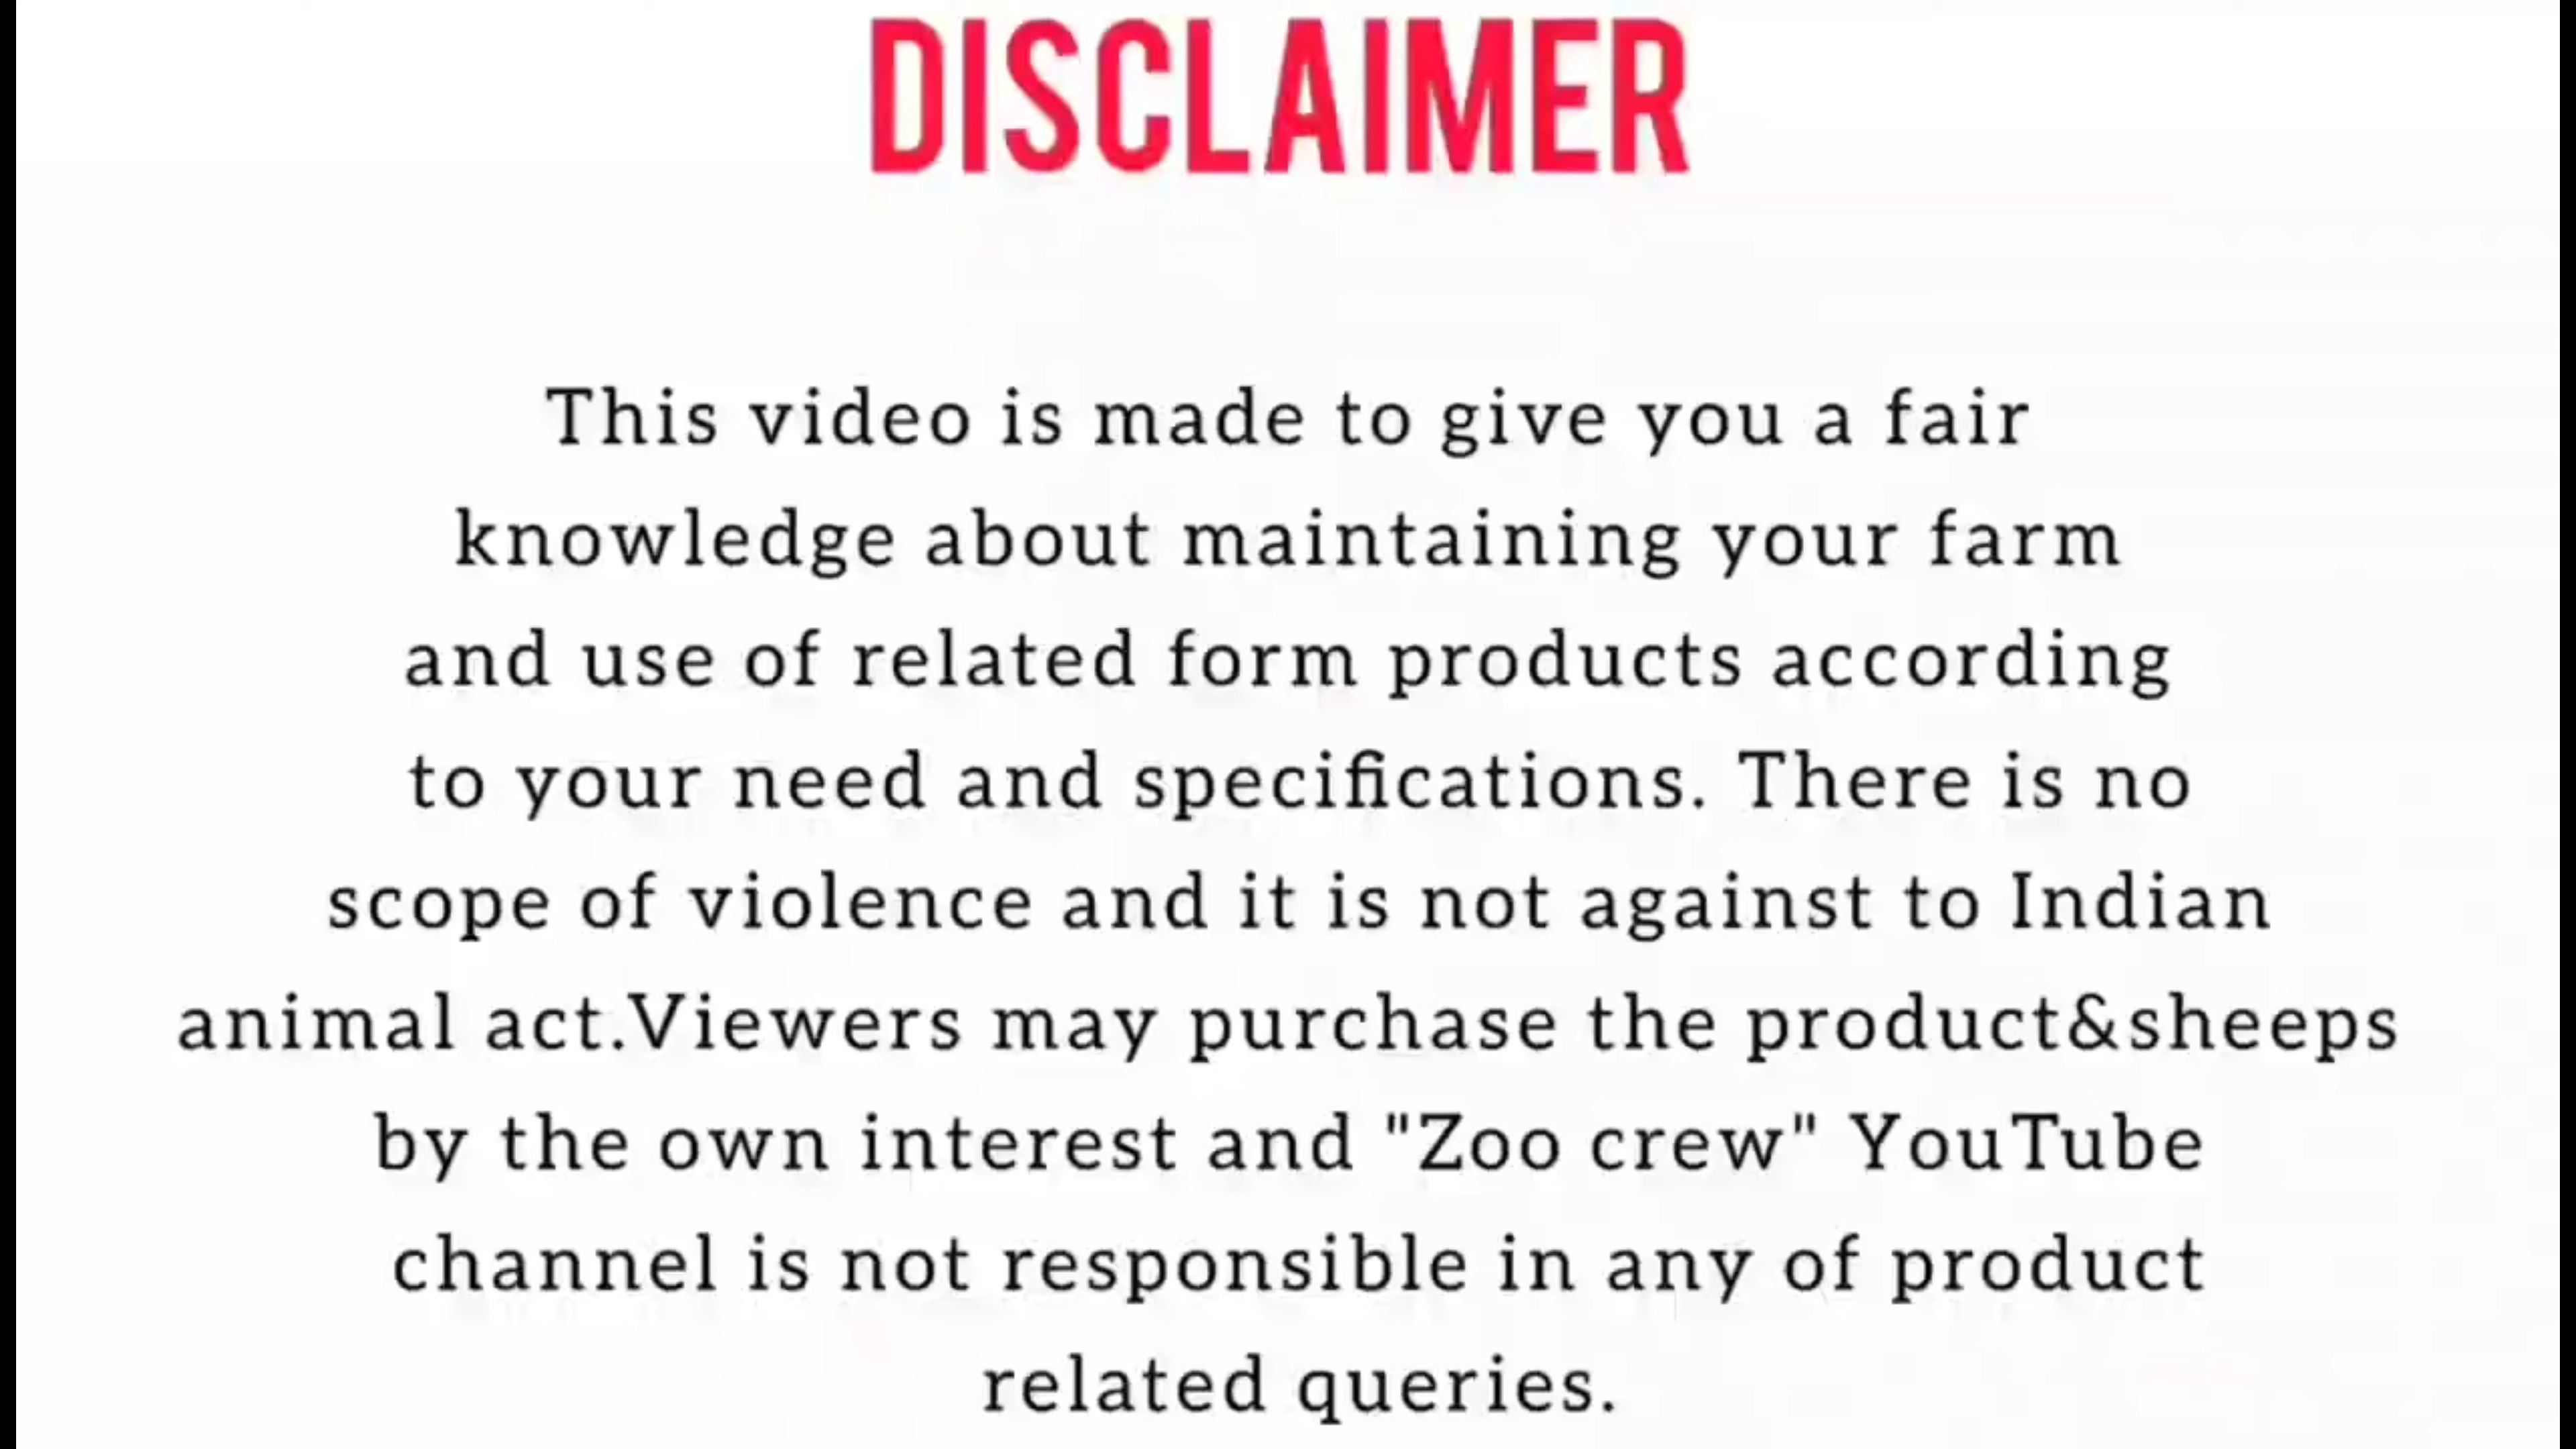 DISCLAIMER
This video is made to give you a fair
knowledge about maintaining your farm
and use of related form products according
to your need and specifications. There is no
scope of violence and it is not against to Indian
animal act.Viewers may purchase the product&sheeps
by the own interest and "Zoo crew" YouTube
channel is not responsible in any of product
related queries.